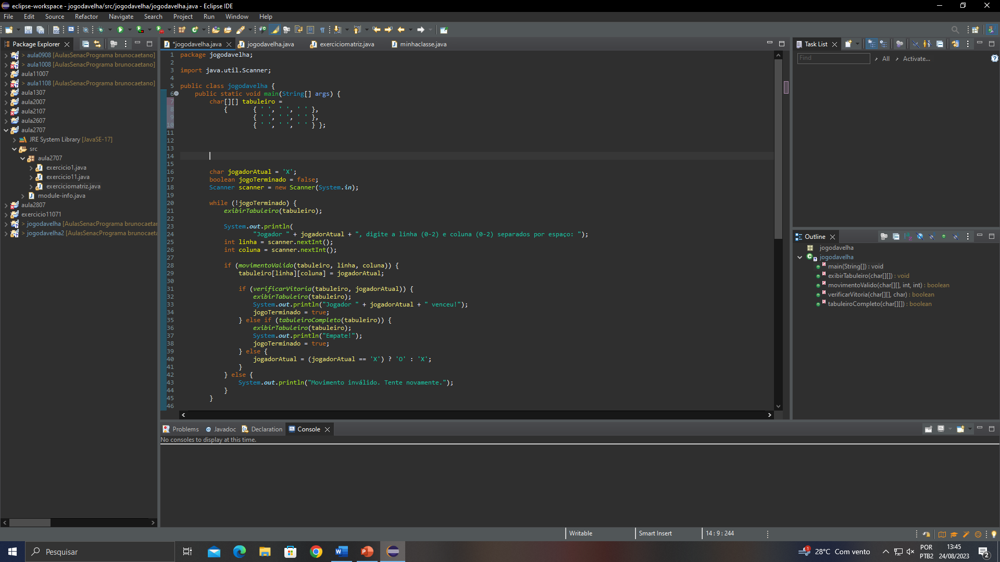 eclipse-workspace - jogodavelha/src/jogodavelha/jogodavelha.java - Eclipse IDE
File Edit Source Refactor Navigate Search Project Run Window Help
Package Explorer
> aula0908 [AulasSenacPrograma brunocaetano]
> aula1008 [AulasSenacPrograma brunocaetano]
aula11007
> aula1108 [AulasSenacPrograma brunocaetano]
aula1307
aula2007
aula2107
aula2607
aula2707
JRE System Library [JavaSE-17]
src
aula2707
exercicio1.java
exercicio11.java
exerciciomatriz.java
module-info.java
aula2807
exercicio11071
> jogodavelha [AulasSenacPrograma brunocaetan
> jogodavelha2 [AulasSenacPrograma brunocaeta
*jogodavelha.java jogodavelha.java exerciciomatriz.java minhaclasse.java
1 package jogodavelha;
2
3 import java.util.Scanner;
4
5 public class jogodavelha {
6 public static void main(String[] args) {
7 char[][] tabuleiro =
8 { { ' ', ' ', ' ' },
9 { ' ', ' ', ' ' },
10 { ' ', ' ', ' ' } };
11
12
13
14
15
16 char jogadorAtual = 'X';
17 boolean jogoTerminado = false;
18 Scanner scanner = new Scanner(System.in);
19
20 while (!jogoTerminado) {
21 exibirTabuleiro(tabuleiro);
22
23 System.out.println(
24 "Jogador " + jogadorAtual + ", digite a linha (0-2) e coluna (0-2) separados por espaço: ");
25 int linha = scanner.nextInt();
26 int coluna = scanner.nextInt();
27
28 if (movimentoValido(tabuleiro, linha, coluna)) {
29 tabuleiro[linha][coluna] = jogadorAtual;
30
31 if (verificarVitoria(tabuleiro, jogadorAtual)) {
32 exibirTabuleiro(tabuleiro);
33 System.out.println("Jogador " + jogadorAtual + " venceu!");
34 jogoTerminado = true;
35 } else if (tabuleiroCompleto(tabuleiro)) {
36 exibirTabuleiro(tabuleiro);
37 System.out.println("Empate!");
38 jogoTerminado = true;
39 } else {
40 jogadorAtual = (jogadorAtual == 'X') ? 'O' : 'X';
41 }
42 } else {
43 System.out.println("Movimento inválido. Tente novamente.");
44 }
45 }
46
Task List
Find All Activate...
Outline
jogodavelha
jogodavelha
main(String[]) : void
exibirTabuleiro(char[][]) : void
movimentoValido(char[][], int, int) : boolean
verificarVitoria(char[][], char) : boolean
tabuleiroCompleto(char[][]) : boolean
Problems Javadoc Declaration Console
No consoles to display at this time.
Writable Smart Insert 14 : 9 : 244
Pesquisar
28°C Com vento
POR
PTB2
13:45
24/08/2023
2